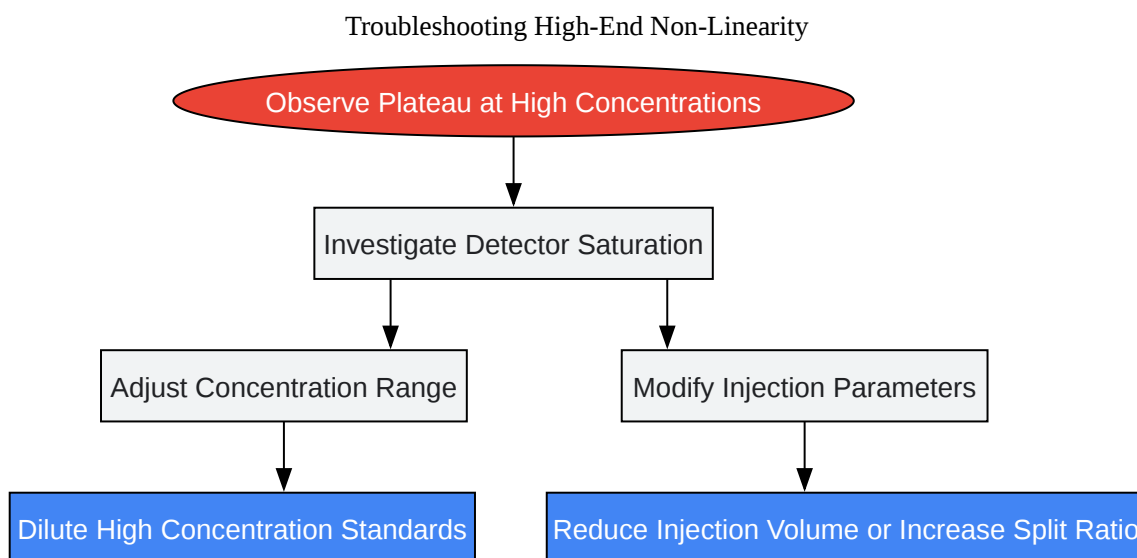 Troubleshooting High-End Non-Linearity
Observe Plateau at High Concentrations
Investigate Detector Saturation
Adjust Concentration Range
Modify Injection Parameters
Dilute High Concentration Standards
Reduce Injection Volume or Increase Split Ratio